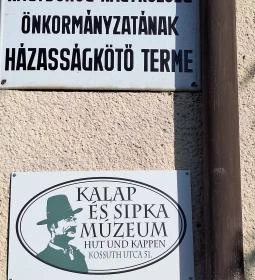 ÖNKORMÁNYZATÁNAK
HÁZASSÁGKÖTŐ TERME
KALAP
ÉS SIPKA
MÚZEUM
HUT UND KAPPEN
KOSSUTH UTCA 51.